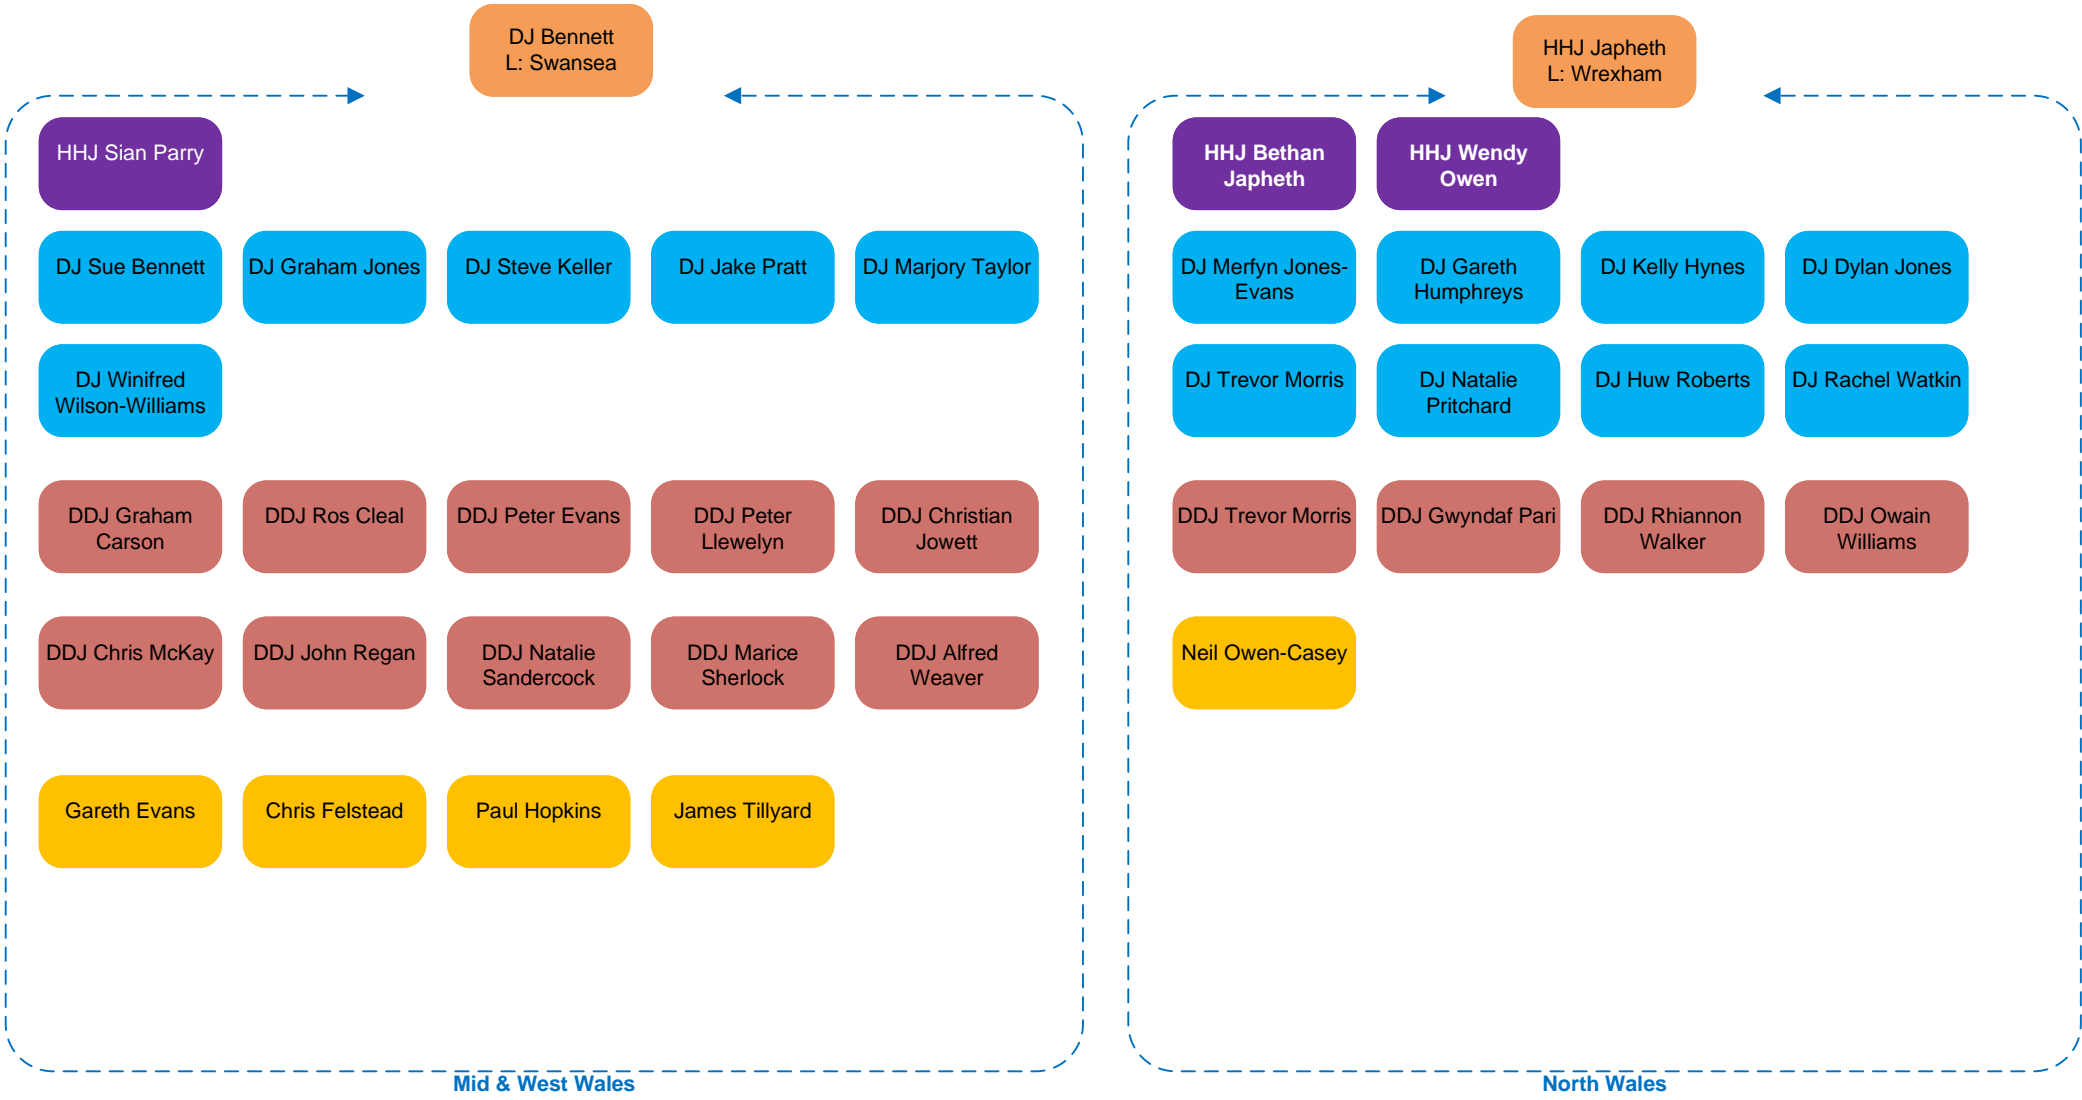 DJ Bennett
L: Swansea
HHJ Sian Parry
DJ Sue Bennett
DJ Graham Jones
DJ Steve Keller
DJ Jake Pratt
DJ Marjory Taylor
DJ Winifred
Wilson-Williams
DDJ Graham
Carson
DDJ Ros Cleal
DDJ Peter Evans
DDJ Peter
Llewelyn
DDJ Christian
Jowett
DDJ Chris McKay
DDJ John Regan
DDJ Natalie
Sandercock
DDJ Marice
Sherlock
DDJ Alfred
Weaver
Gareth Evans
Chris Felstead
Paul Hopkins
James Tillyard
Mid & West Wales
HHJ Japheth
L: Wrexham
HHJ Bethan
Japheth
HHJ Wendy
Owen
DJ Merfyn Jones-
Evans
DJ Gareth
Humphreys
DJ Kelly Hynes
DJ Dylan Jones
DJ Trevor Morris
DJ Natalie
Pritchard
DJ Huw Roberts
DJ Rachel Watkin
DDJ Trevor Morris
DDJ Gwyndaf Pari
DDJ Rhiannon
Walker
DDJ Owain
Williams
Neil Owen-Casey
North Wales